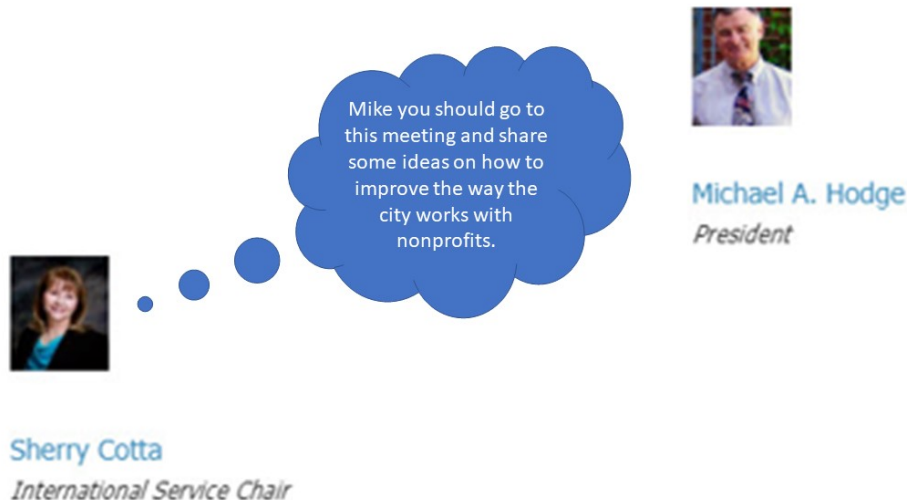 Mike you should go to
this meeting and share
some ideas on how to
improve the way the
city works with
nonprofits.
Michael A. Hodge
President
Sherry Cotta
International Service Chair